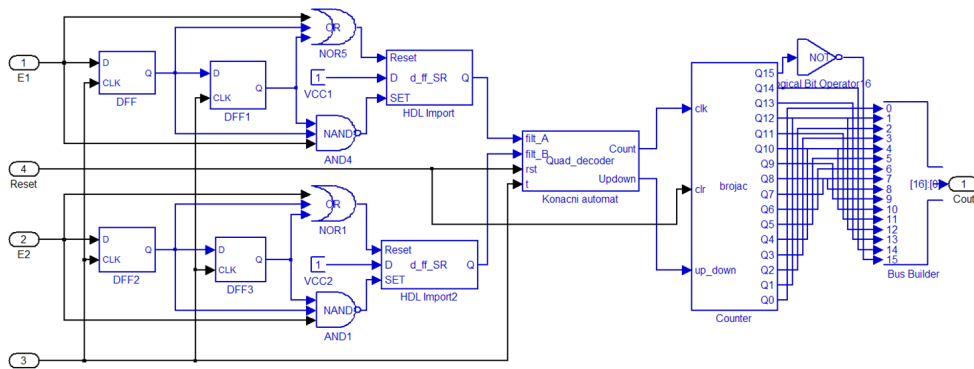 1
E1
D
Q
CLK
DFF
D
Q
CLK
DFF1
OR
NOR5
1
VCC1
NAND
AND4
Reset
D
d_ff_SR
Q
SET
HDL Import
4
Reset
2
E2
D
Q
CLK
DFF2
D
Q
CLK
DFF3
OR
NOR1
1
VCC2
NAND
AND1
Reset
D
d_ff_SR
Q
SET
HDL Import2
3
filt_A
filt_B
Quad_decoder
rst
t
Count
Updown
Konacni automat
clk
clr
up_down
brojac
Q15
Q14
Q13
Q12
Q11
Q10
Q9
Q8
Q7
Q6
Q5
Q4
Q3
Q2
Q1
Q0
Counter
NOT
ogical Bit Operator16
0
1
2
3
4
5
6
7
8
9
10
11
12
13
14
15
[16]:[0
Bus Builder
1
Cout